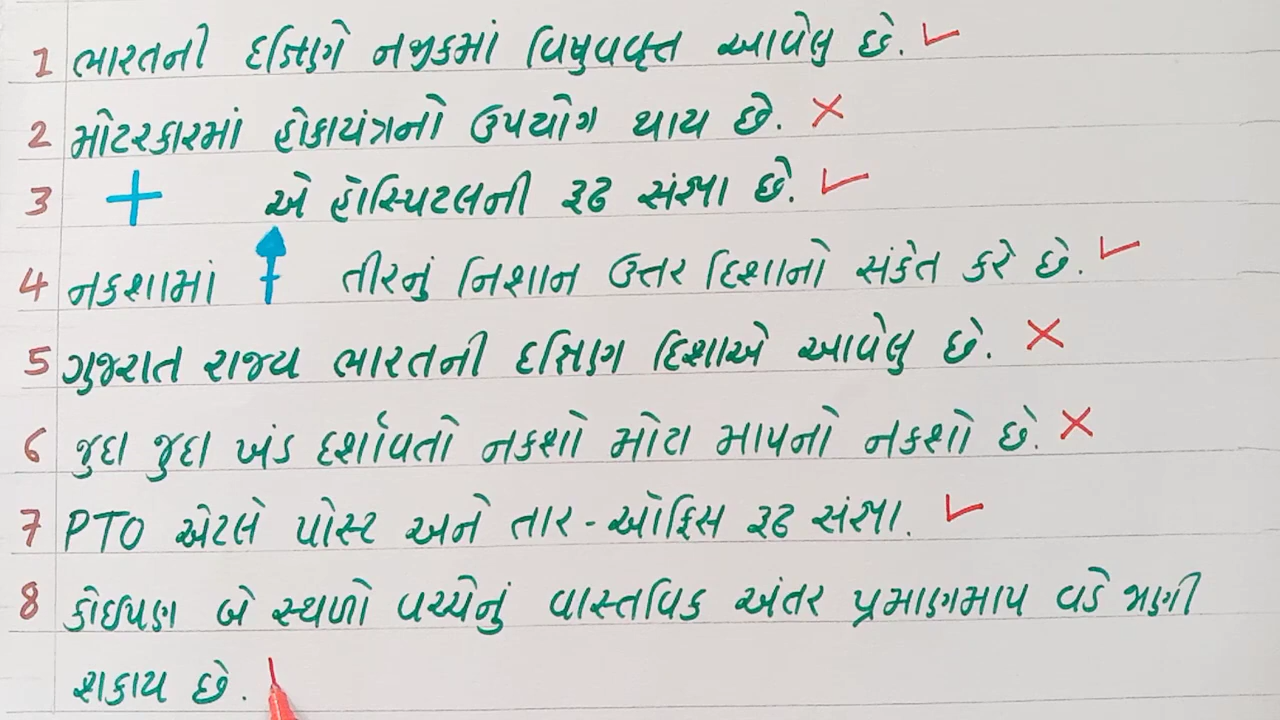 1 ભારતની દક્ષિણે નજીકમાં વિષુવવૃત્ત આવેલુ છે. ✓
2 મોટરકારમાં હોકાયંત્રનો ઉપયોગ થાય છે. ✗
3 + એ હૉસ્પિટલની રૂઢ સંજ્ઞા છે. ✓
4 નકશામાં તીરનું નિશાન ઉત્તર દિશાનો સંકેત કરે છે. ✓
5 ગુજરાત રાજ્ય ભારતની દક્ષિણ દિશાએ આવેલુ છે. ✗
6 જુદા જુદા ખંડ દર્શાવતો નકશો મોટા માપનો નકશો છે. ✗
7 PTO એટલે પોસ્ટ અને તાર-ઑફિસ રૂઢ સંજ્ઞા. ✓
8 કોઇપણ બે સ્થળો વચ્ચેનું વાસ્તવિક અંતર પ્રમાણમાપ વડે જાણી
શકાય છે.